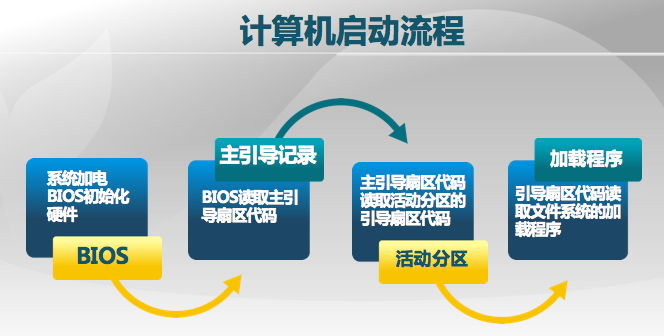 计算机启动流程
系统加电
BIOS初始化
硬件
BIOS
主引导记录
BIOS读取主引
导扇区代码
主引导扇区代码
读取活动分区的
引导扇区代码
活动分区
加载程序
引导扇区代码读
取文件系统的加
载程序